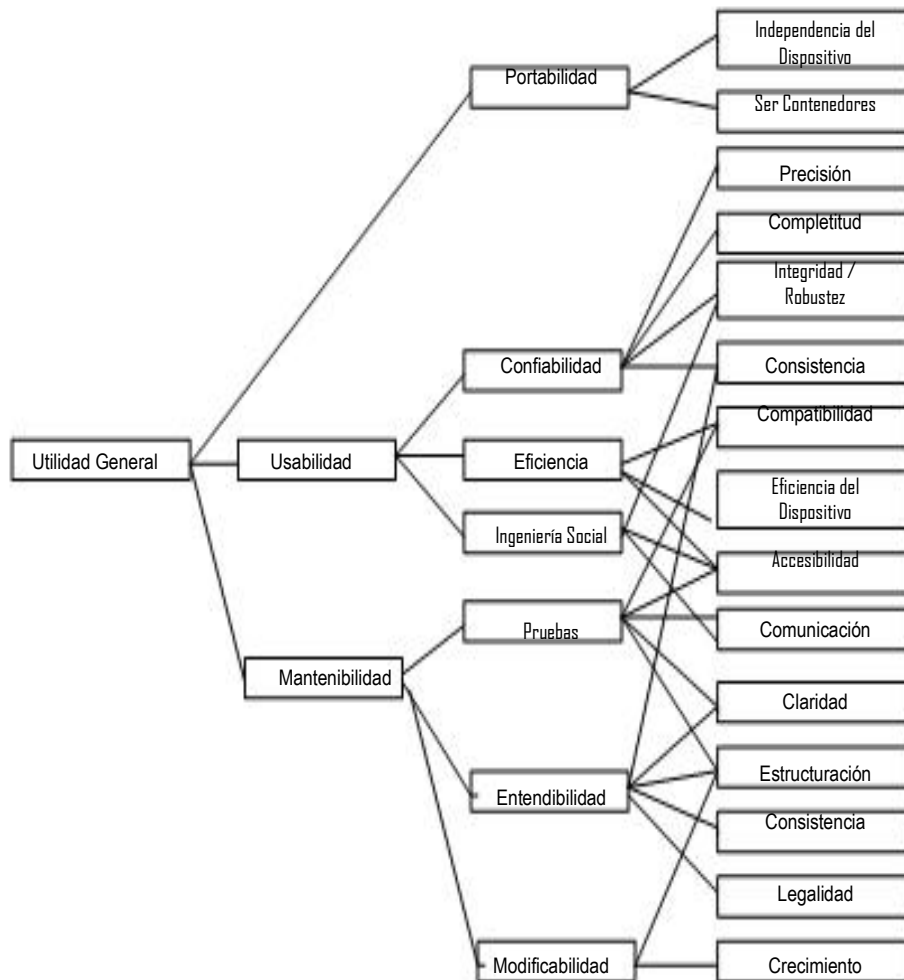 Independencia del
Dispositivo
Portabilidad
Ser Contenedores
Precisión
Completitud
Integridad /
Robustez
Confiabilidad
Consistencia
Compatibilidad
Utilidad General
Usabilidad
Eficiencia
Eficiencia del
Dispositivo
Ingeniería Social
Accesibilidad
Pruebas
Comunicación
Mantenibilidad
Claridad
Estructuración
Entendibilidad
Consistencia
Legalidad
Modificabilidad
Crecimiento